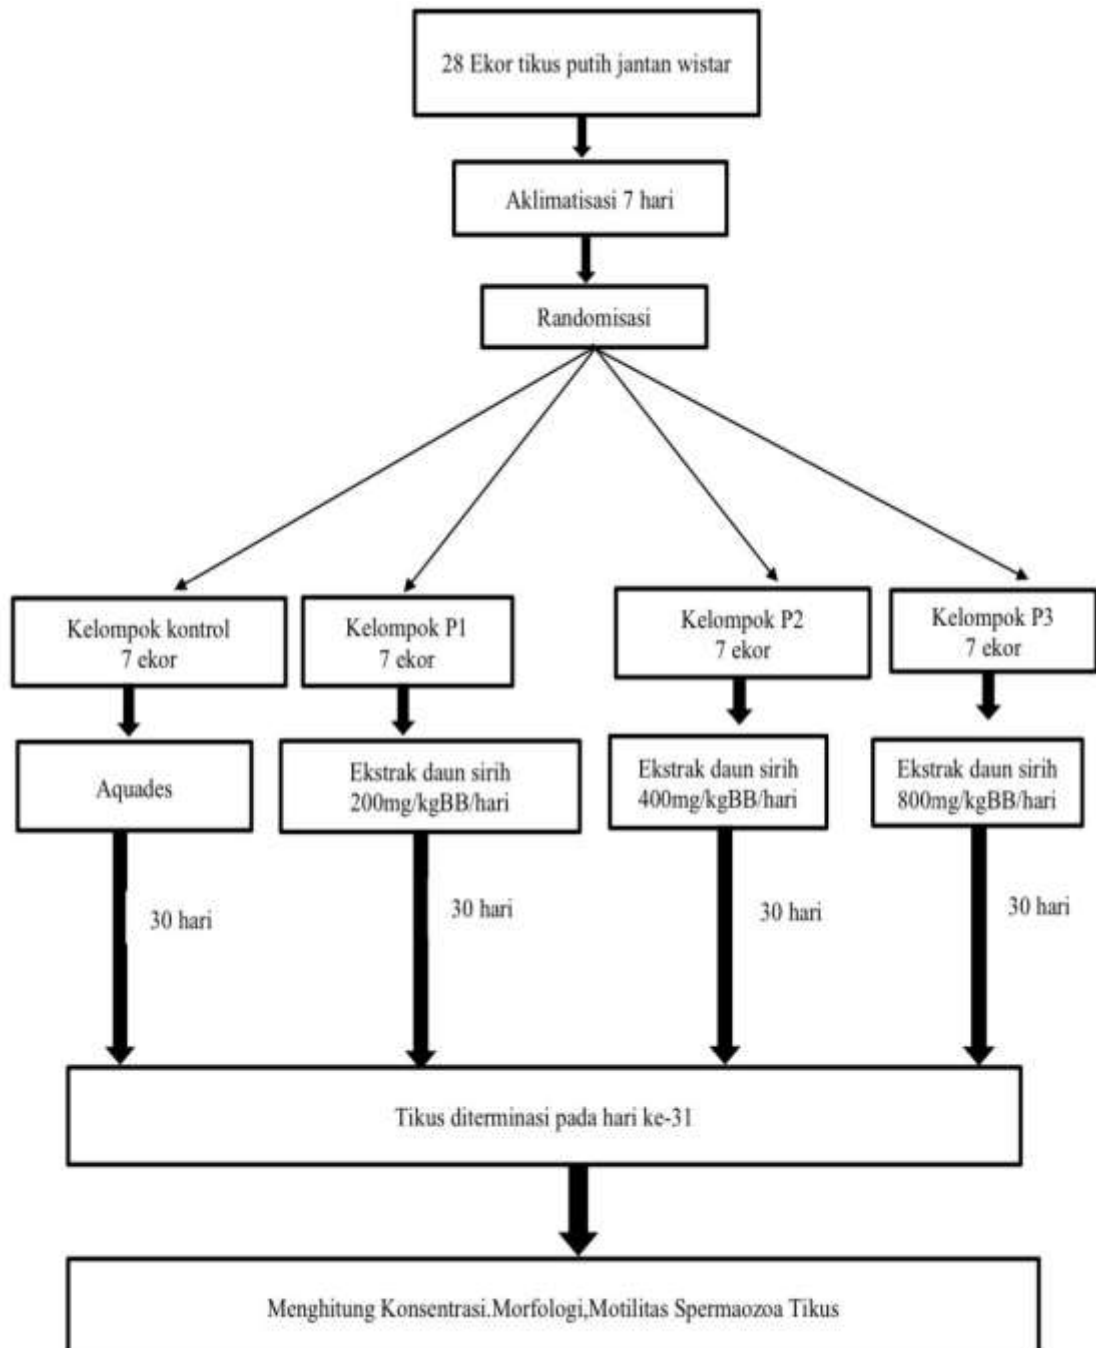 28 Ekor tikus putih jantan wistar
Aklimatisasi 7 hari
Randomisasi
Kelompok kontrol
7 ekor
Kelompok P1
7 ekor
Kelompok P2
7 ekor
Kelompok P3
7 ekor
Aquades
Ekstrak daun sirih
200mg/kgBB/hari
Ekstrak daun sirih
400mg/kgBB/hari
Ekstrak daun sirih
800mg/kgBB/hari
30 hari
30 hari
30 hari
30 hari
Tikus diterminasi pada hari ke-31
Menghitung Konsentrasi.Morfologi,Motilitas Spermaozoa Tikus